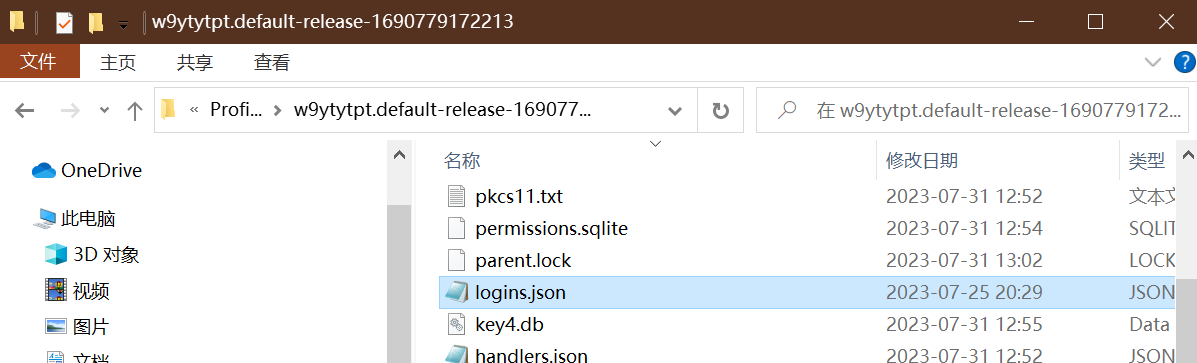 w9ytytpt.default-release-1690779172213
文件 主页 共享 查看
« Profi... w9ytytpt.default-release-169077... 在 w9ytytpt.default-release-1690779172...
名称 修改日期 类型
OneDrive
此电脑
3D 对象
视频
图片
文档
pkcs11.txt 2023-07-31 12:52 文本文
permissions.sqlite 2023-07-31 12:54 SQLIT
parent.lock 2023-07-31 13:02 LOCK
logins.json 2023-07-25 20:29 JSON
key4.db 2023-07-31 12:55 Data
handlers.json 2023-07-31 12:52 JSON